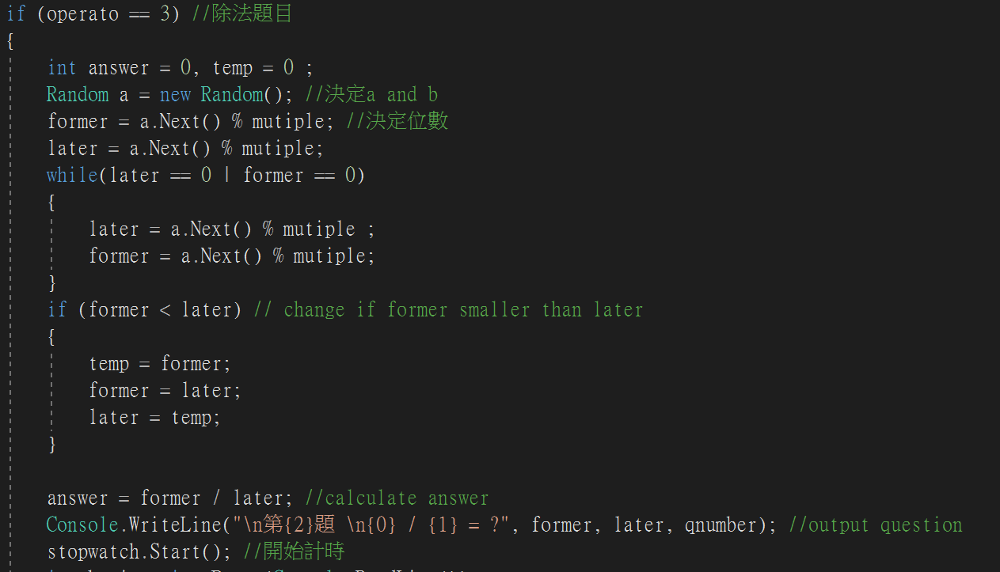 if (operato == 3) //除法題目
{
int answer = 0, temp = 0 ;
Random a = new Random(); //決定a and b
former = a.Next() % mutiple; //決定位數
later = a.Next() % mutiple;
while(later == 0 | former == 0)
{
later = a.Next() % mutiple ;
former = a.Next() % mutiple;
}
if (former < later) // change if former smaller than later
{
temp = former;
former = later;
later = temp;
}
answer = former / later; //calculate answer
Console.WriteLine("\n第{2}題 \n{0} / {1} = ?", former, later, qnumber); //output question
stopwatch.Start(); //開始計時